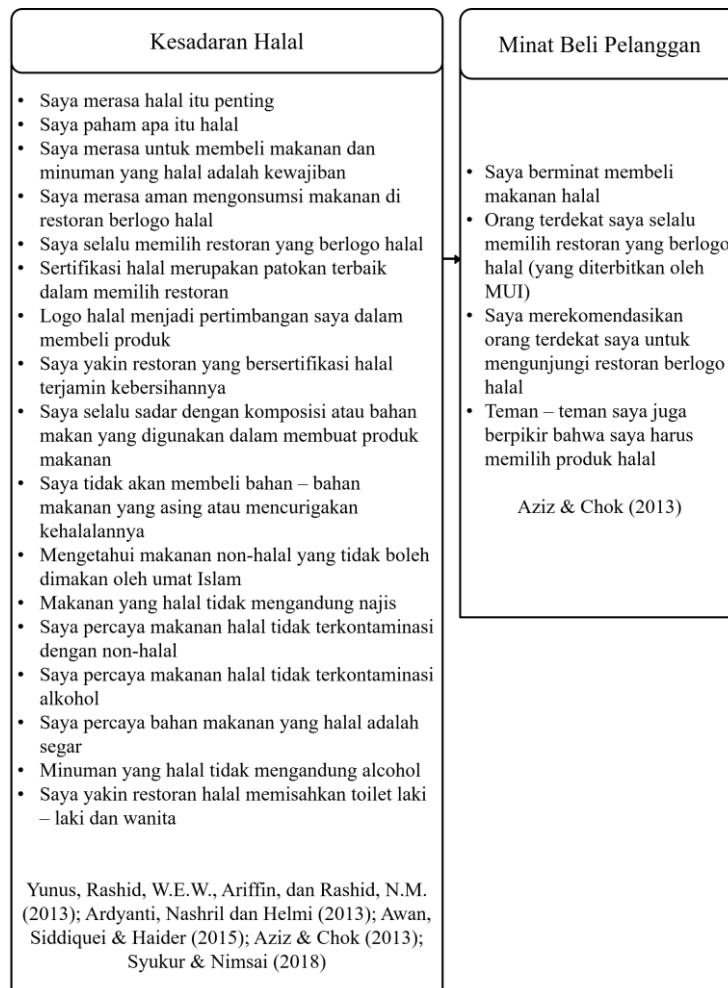 Kesadaran Halal
• Saya merasa halal itu penting
• Saya paham apa itu halal
• Saya merasa untuk membeli makanan dan
minuman yang halal adalah kewajiban
• Saya merasa aman mengonsumsi makanan di
restoran berlogo halal
• Saya selalu memilih restoran yang berlogo halal
• Sertifikasi halal merupakan patokan terbaik
dalam memilih restoran
• Logo halal menjadi pertimbangan saya dalam
membeli produk
• Saya yakin restoran yang bersertifikasi halal
terjamin kebersihannya
• Saya selalu sadar dengan komposisi atau bahan
makan yang digunakan dalam membuat produk
makanan
• Saya tidak akan membeli bahan – bahan
makanan yang asing atau mencurigakan
kehalalannya
• Mengetahui makanan non-halal yang tidak boleh
dimakan oleh umat Islam
• Makanan yang halal tidak mengandung najis
• Saya percaya makanan halal tidak terkontaminasi
dengan non-halal
• Saya percaya makanan halal tidak terkontaminasi
alkohol
• Saya percaya bahan makanan yang halal adalah
segar
• Minuman yang halal tidak mengandung alcohol
• Saya yakin restoran halal memisahkan toilet laki
– laki dan wanita
Yunus, Rashid, W.E.W., Ariffin, dan Rashid, N.M.
(2013); Ardyanti, Nashril dan Helmi (2013); Awan,
Siddiquei & Haider (2015); Aziz & Chok (2013);
Syukur & Nimsai (2018)
Minat Beli Pelanggan
• Saya berminat membeli
makanan halal
• Orang terdekat saya selalu
memilih restoran yang berlogo
halal (yang diterbitkan oleh
MUI)
• Saya merekomendasikan
orang terdekat saya untuk
mengunjungi restoran berlogo
halal
• Teman – teman saya juga
berpikir bahwa saya harus
memilih produk halal
Aziz & Chok (2013)